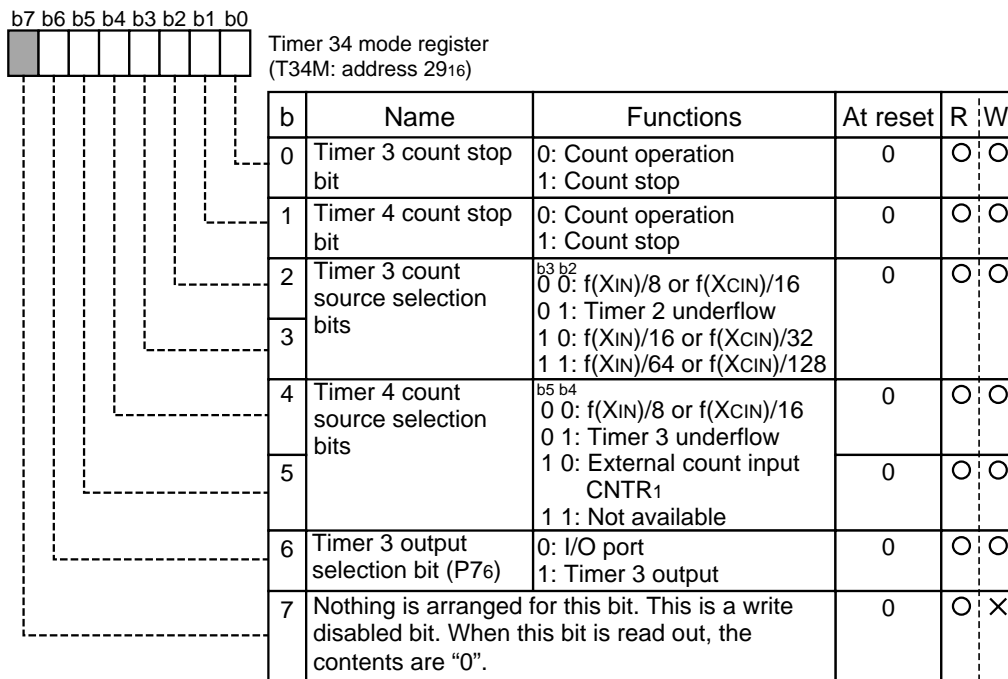 b7 b6 b5 b4 b3 b2 b1 b0
Timer 34 mode register
(T34M: address 2916)
b Name Functions At reset R W
0 Timer 3 count stop bit 0: Count operation 0 O O
1: Count stop
1 Timer 4 count stop bit 0: Count operation 0 O O
1: Count stop
2 Timer 3 count source selection bits b3 b2 0 O O
0 0: f(XIN)/8 or f(XCIN)/16
0 1: Timer 2 underflow
3 1 0: f(XIN)/16 or f(XCIN)/32
1 1: f(XIN)/64 or f(XCIN)/128
4 Timer 4 count source selection bits b5 b4 0 O O
0 0: f(XIN)/8 or f(XCIN)/16
0 1: Timer 3 underflow
5 1 0: External count input 0 O O
CNTR1
1 1: Not available
6 Timer 3 output selection bit (P76) 0: I/O port 0 O O
1: Timer 3 output
7 Nothing is arranged for this bit. This is a write 0 O ×
disabled bit. When this bit is read out, the
contents are “0”.